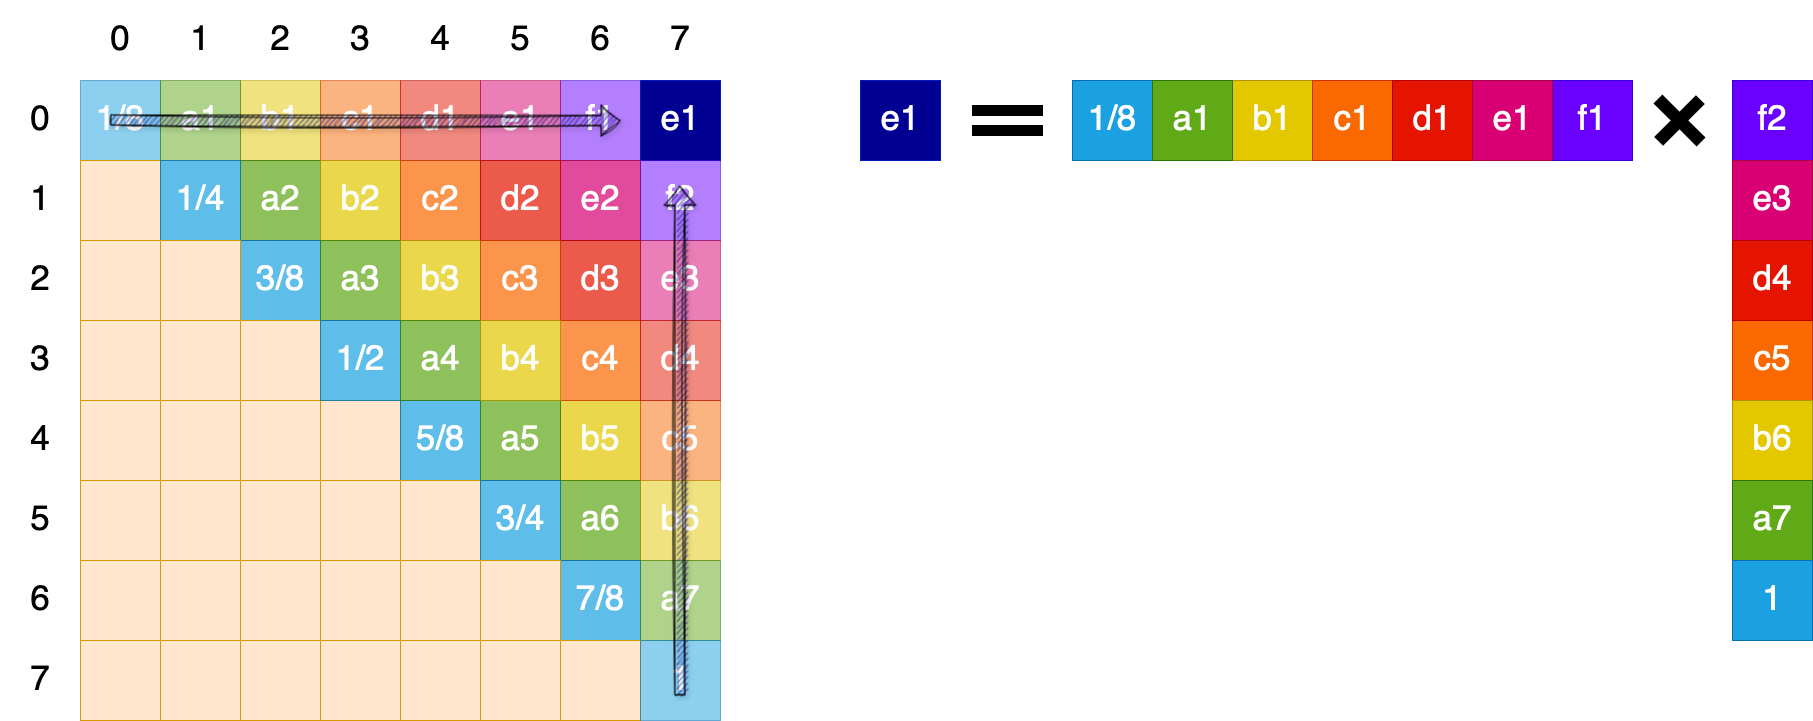 0 1 2 3 4 5 6 7
0 1/8 a1 b1 c1 d1 e1 f1 e1
1 1/4 a2 b2 c2 d2 e2 f2
2 3/8 a3 b3 c3 d3 e3
3 1/2 a4 b4 c4 d4
4 5/8 a5 b5 c5
5 3/4 a6 b6
6 7/8 a7
7
e1 = 1/8 a1 b1 c1 d1 e1 f1 × f2
e3
d4
c5
b6
a7
1